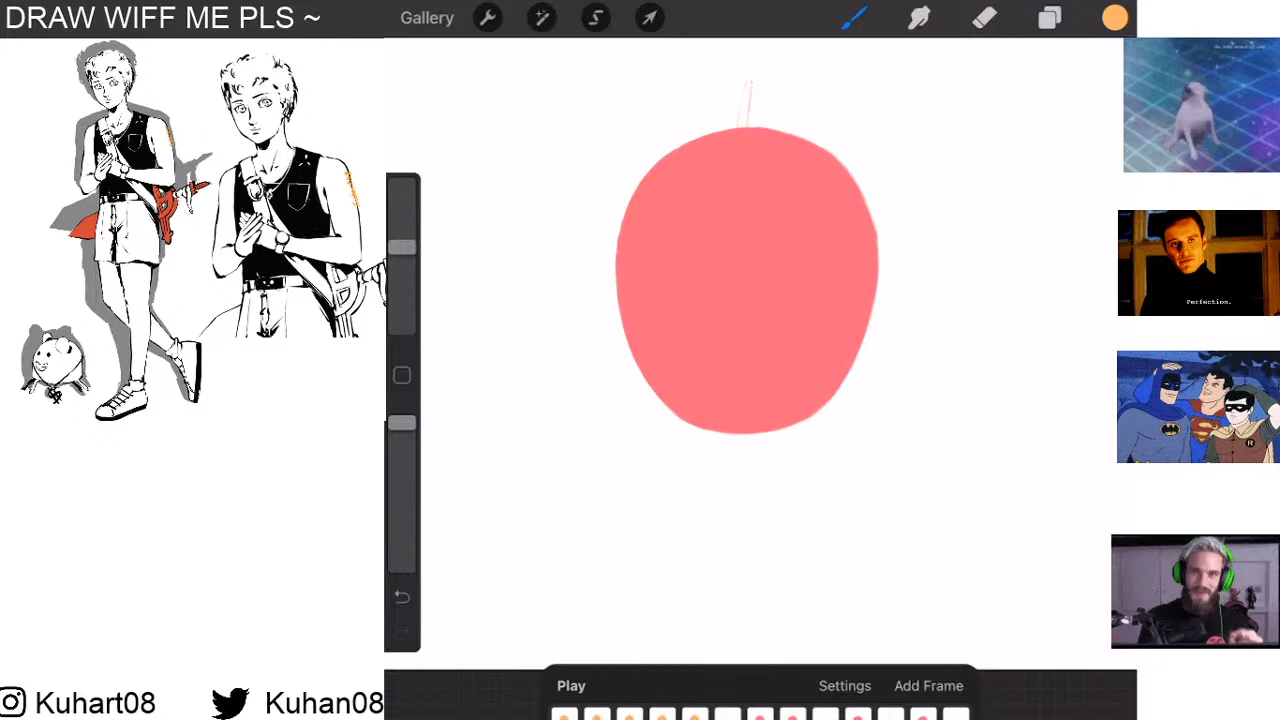 DRAW WIFF ME PLS ~
Gallery
Perfection.
R
Play
Settings
Add Frame
Kuhart08
Kuhan08